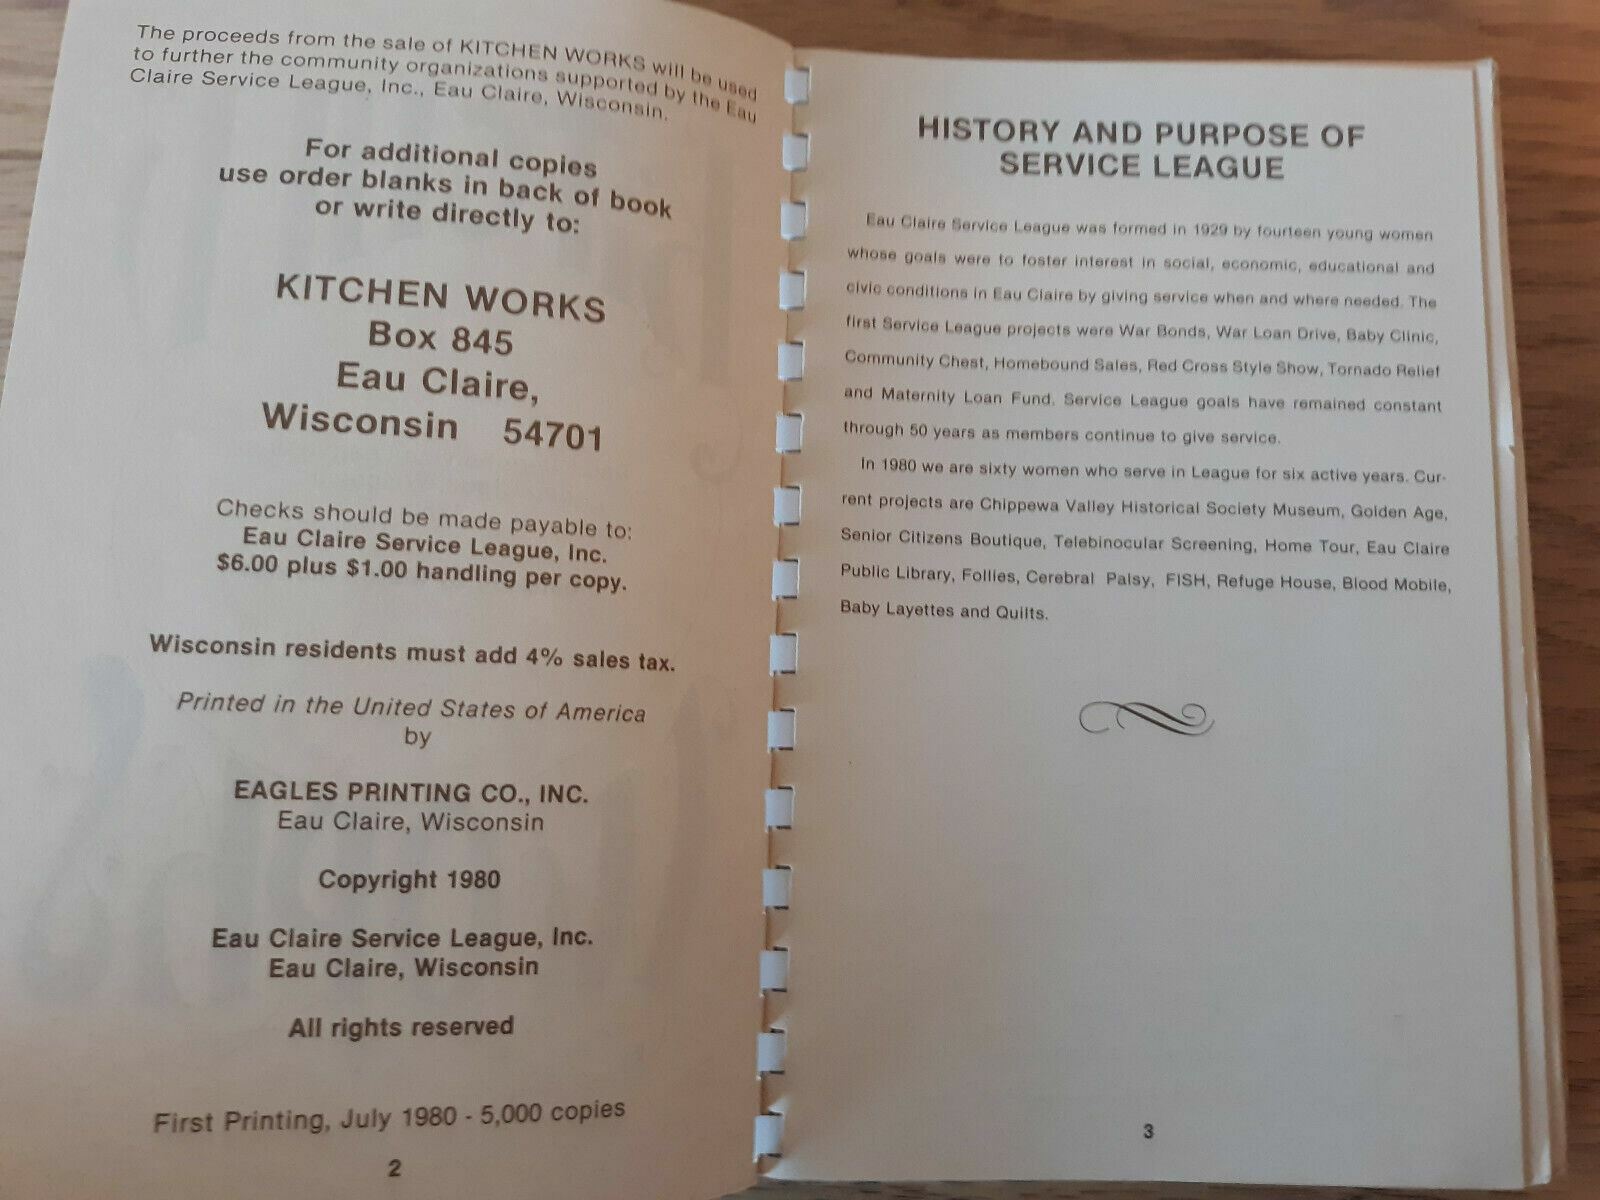 The proceeds from the sale of KITCHEN WORKS will be used
to further the community organizations supported by the Eau
Claire Service League, Inc., Eau Claire, Wisconsin.
For additional copies
use order blanks in back of book
or write directly to:
KITCHEN WORKS
Box 845
Eau Claire,
Wisconsin 54701
Checks should be made payable to:
Eau Claire Service League, Inc.
$6.00 plus $1.00 handling per copy.
Wisconsin residents must add 4% sales tax.
Printed in the United States of America
by
EAGLES PRINTING CO., INC.
Eau Claire, Wisconsin
Copyright 1980
Eau Claire Service League, Inc.
Eau Claire, Wisconsin
All rights reserved
First Printing, July 1980 - 5,000 copies
2
HISTORY AND PURPOSE OF
SERVICE LEAGUE
Eau Claire Service League was formed in 1929 by fourteen young women
whose goals were to foster interest in social, economic, educational and
civic conditions in Eau Claire by giving service when and where needed. The
first Service League projects were War Bonds, War Loan Drive, Baby Clinic,
Community Chest, Homebound Sales, Red Cross Style Show, Tornado Relief
and Maternity Loan Fund. Service League goals have remained constant
through 50 years as members continue to give service.
In 1980 we are sixty women who serve in League for six active years. Cur-
rent projects are Chippewa Valley Historical Society Museum, Golden Age,
Senior Citizens Boutique, Telebinocular Screening, Home Tour, Eau Claire
Public Library, Follies, Cerebral Palsy, FISH, Refuge House, Blood Mobile,
Baby Layettes and Quilts.
3